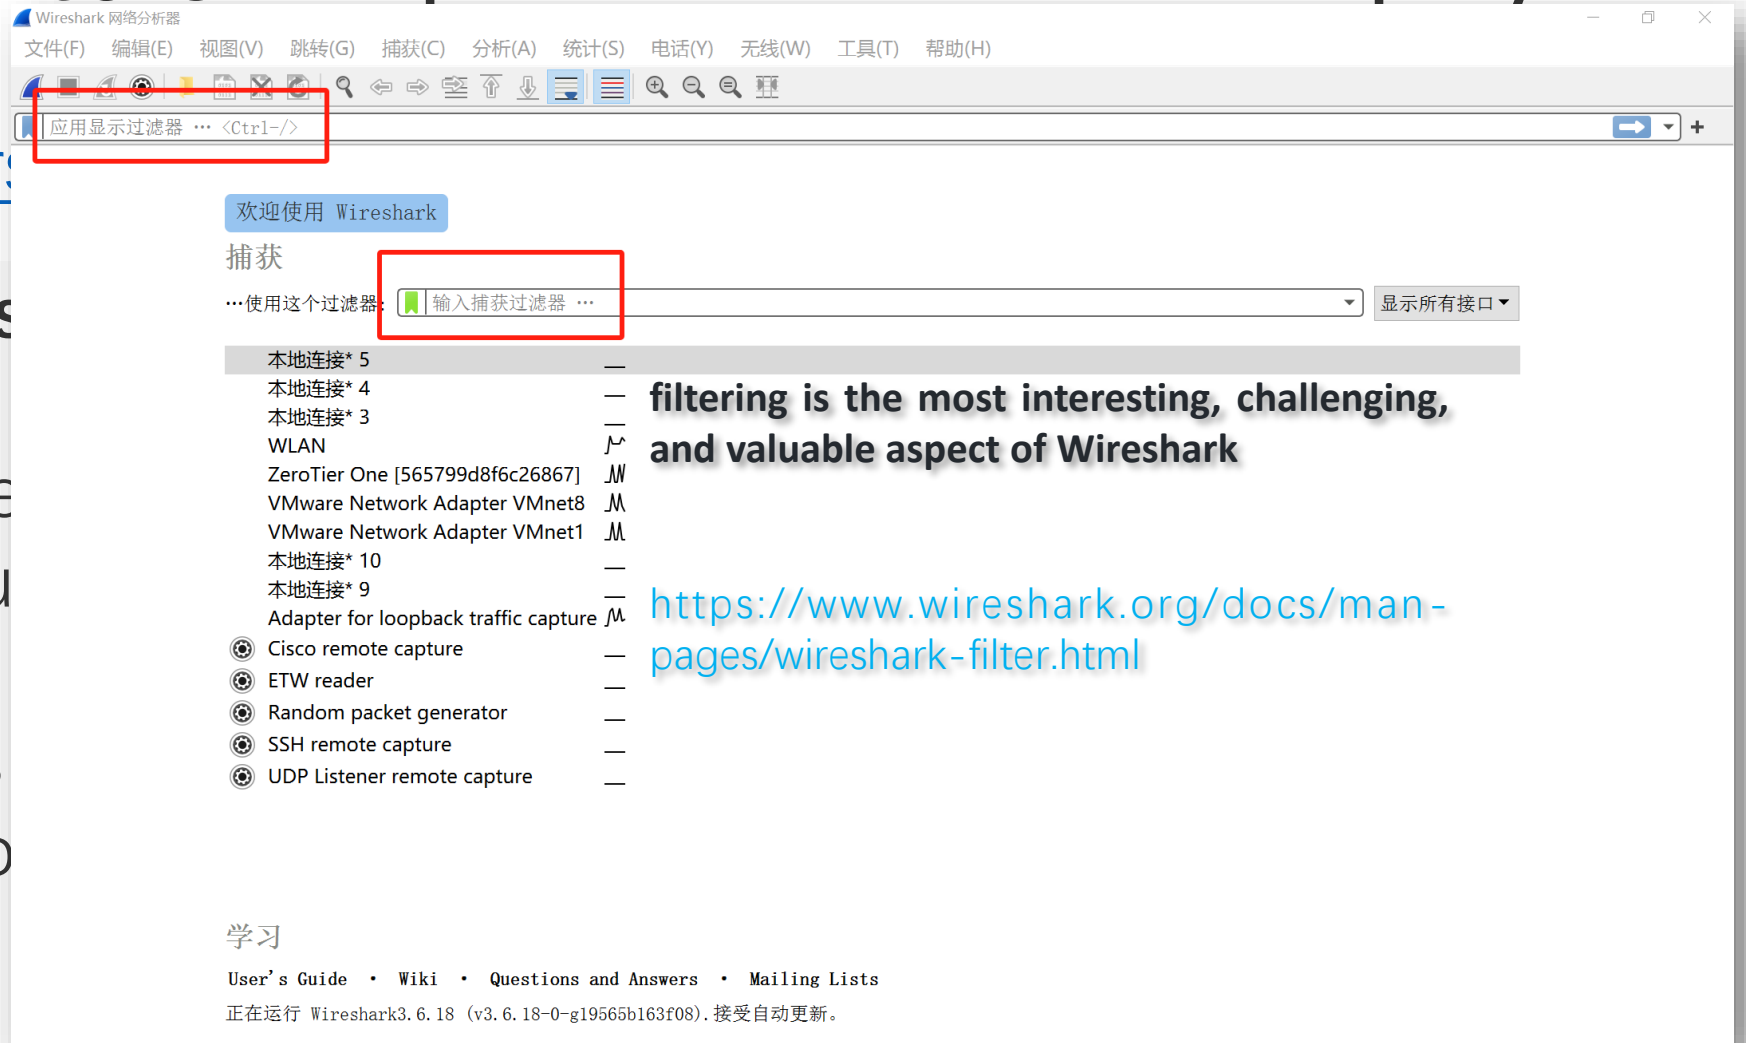 Wireshark 网络分析器
文件(F) 编辑(E) 视图(V) 跳转(G) 捕获(C) 分析(A) 统计(S) 电话(Y) 无线(W) 工具(T) 帮助(H)
应用显示过滤器 … <Ctrl-/>
欢迎使用 Wireshark
捕获
…使用这个过滤器: 输入捕获过滤器 … 显示所有接口
本地连接* 5
本地连接* 4
本地连接* 3
WLAN
ZeroTier One [565799d8f6c26867]
VMware Network Adapter VMnet8
VMware Network Adapter VMnet1
本地连接* 10
本地连接* 9
Adapter for loopback traffic capture
Cisco remote capture
ETW reader
Random packet generator
SSH remote capture
UDP Listener remote capture
filtering is the most interesting, challenging,
and valuable aspect of Wireshark
https://www.wireshark.org/docs/man-
pages/wireshark-filter.html
学习
User's Guide · Wiki · Questions and Answers · Mailing Lists
正在运行 Wireshark3.6.18 (v3.6.18-0-g19565b163f08).接受自动更新。